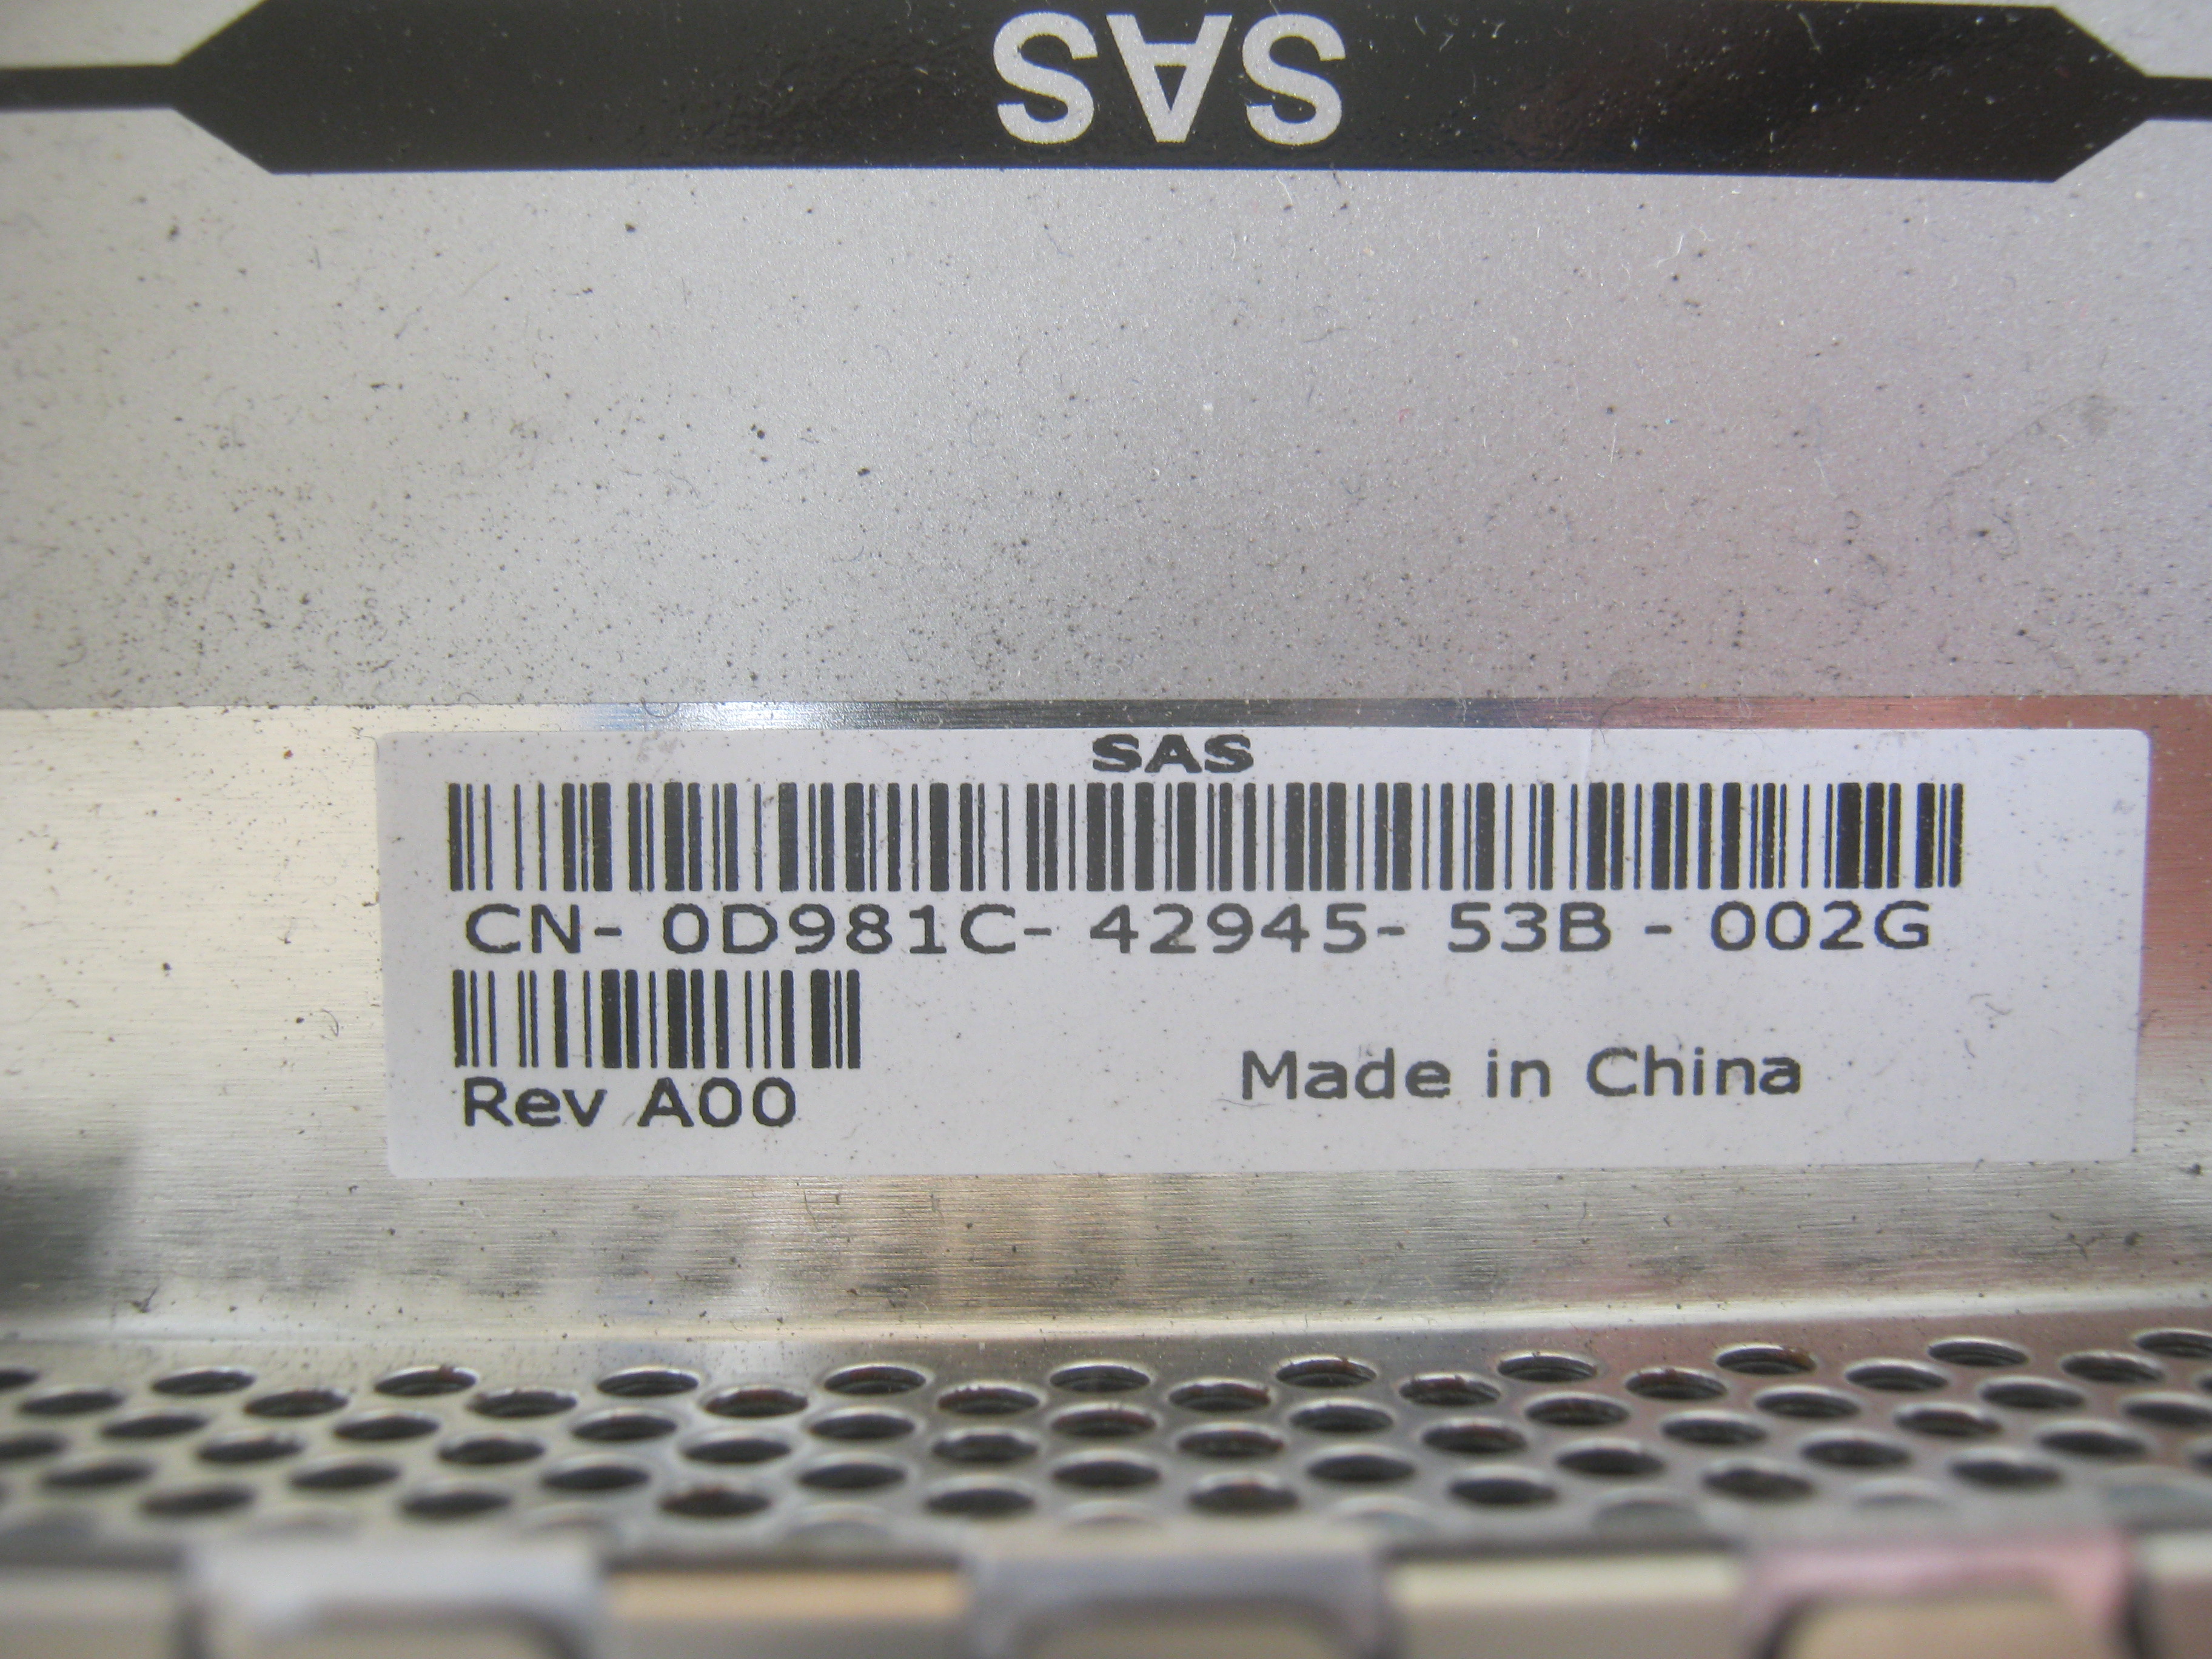 SAS
SAS
CN- 0D981C- 42945- 53B - 002G
Rev A00
Made in China